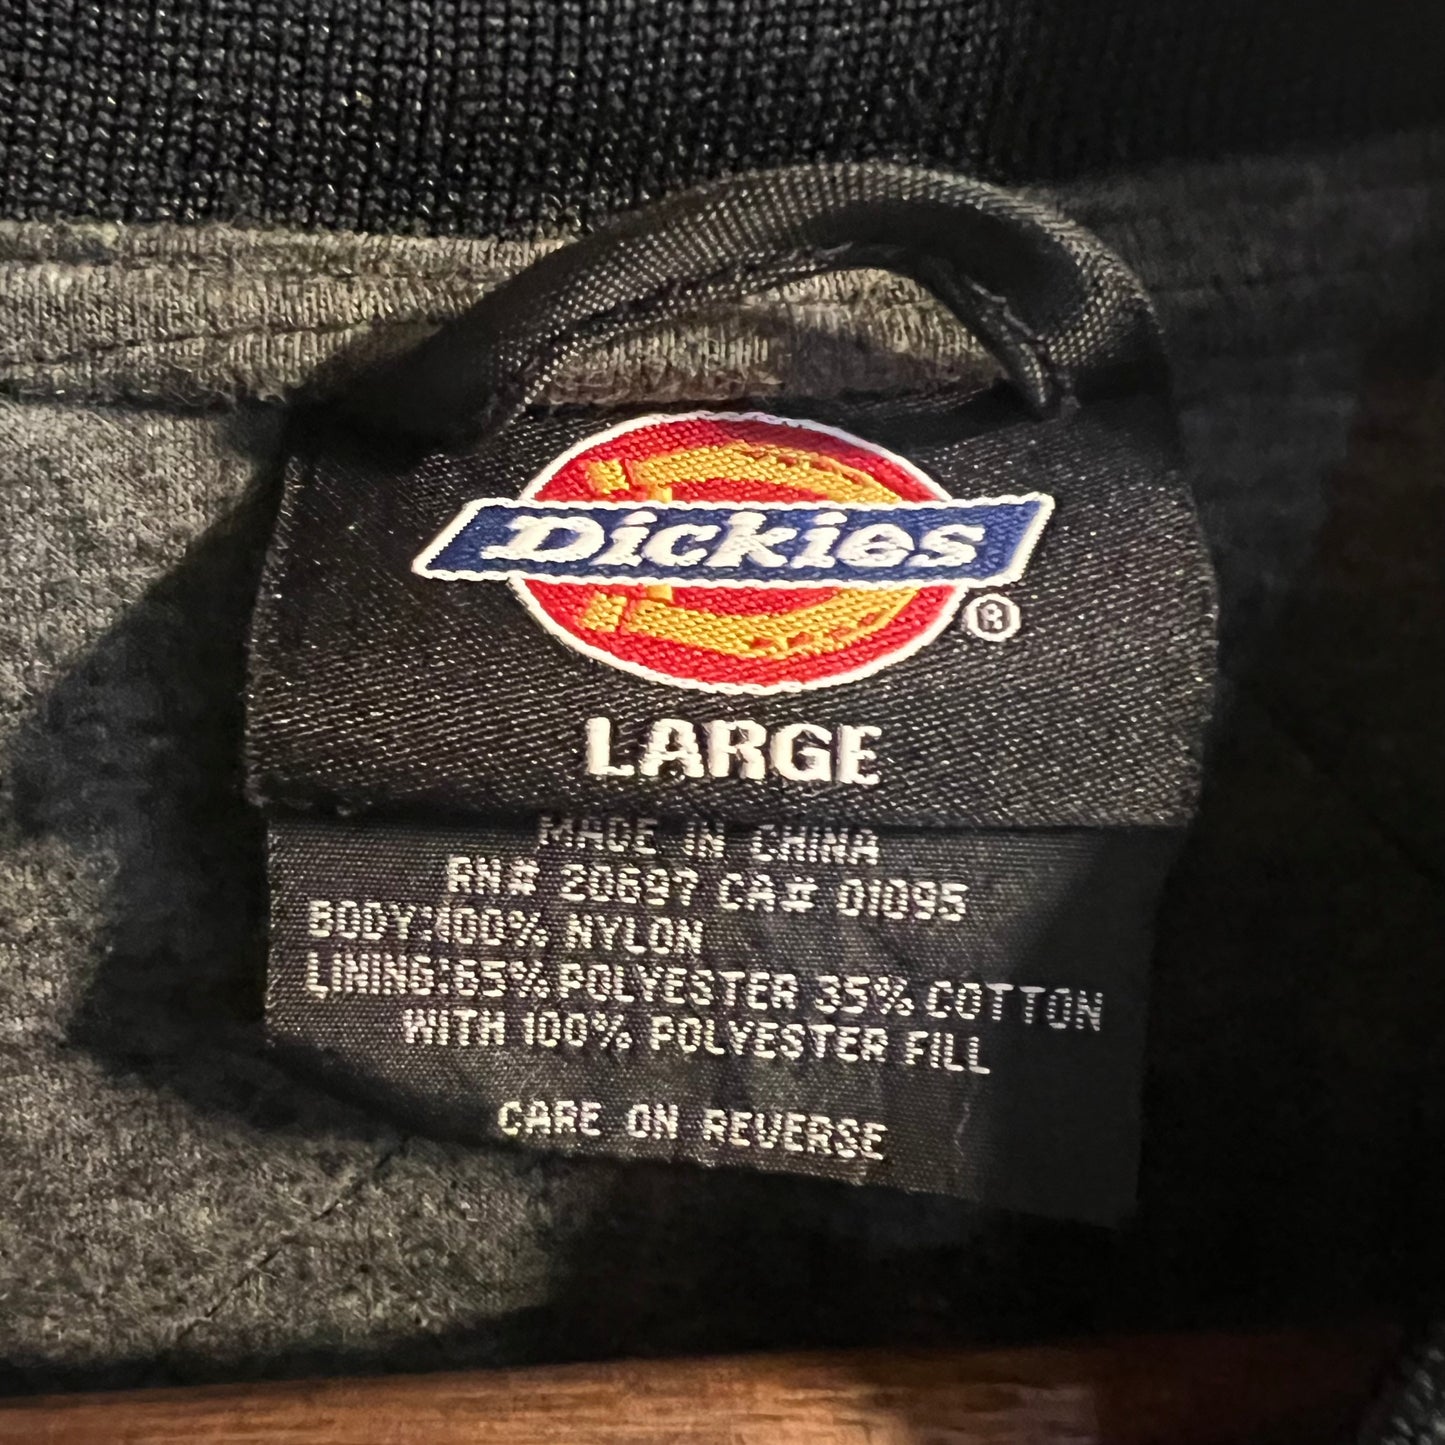 Dickies
®
LARGE
MADE IN CHINA
RN# 20697 CA# 01095
BODY:100% NYLON
LINING:65% POLYESTER 35% COTTON
WITH 100% POLYESTER FILL
CARE ON REVERSE